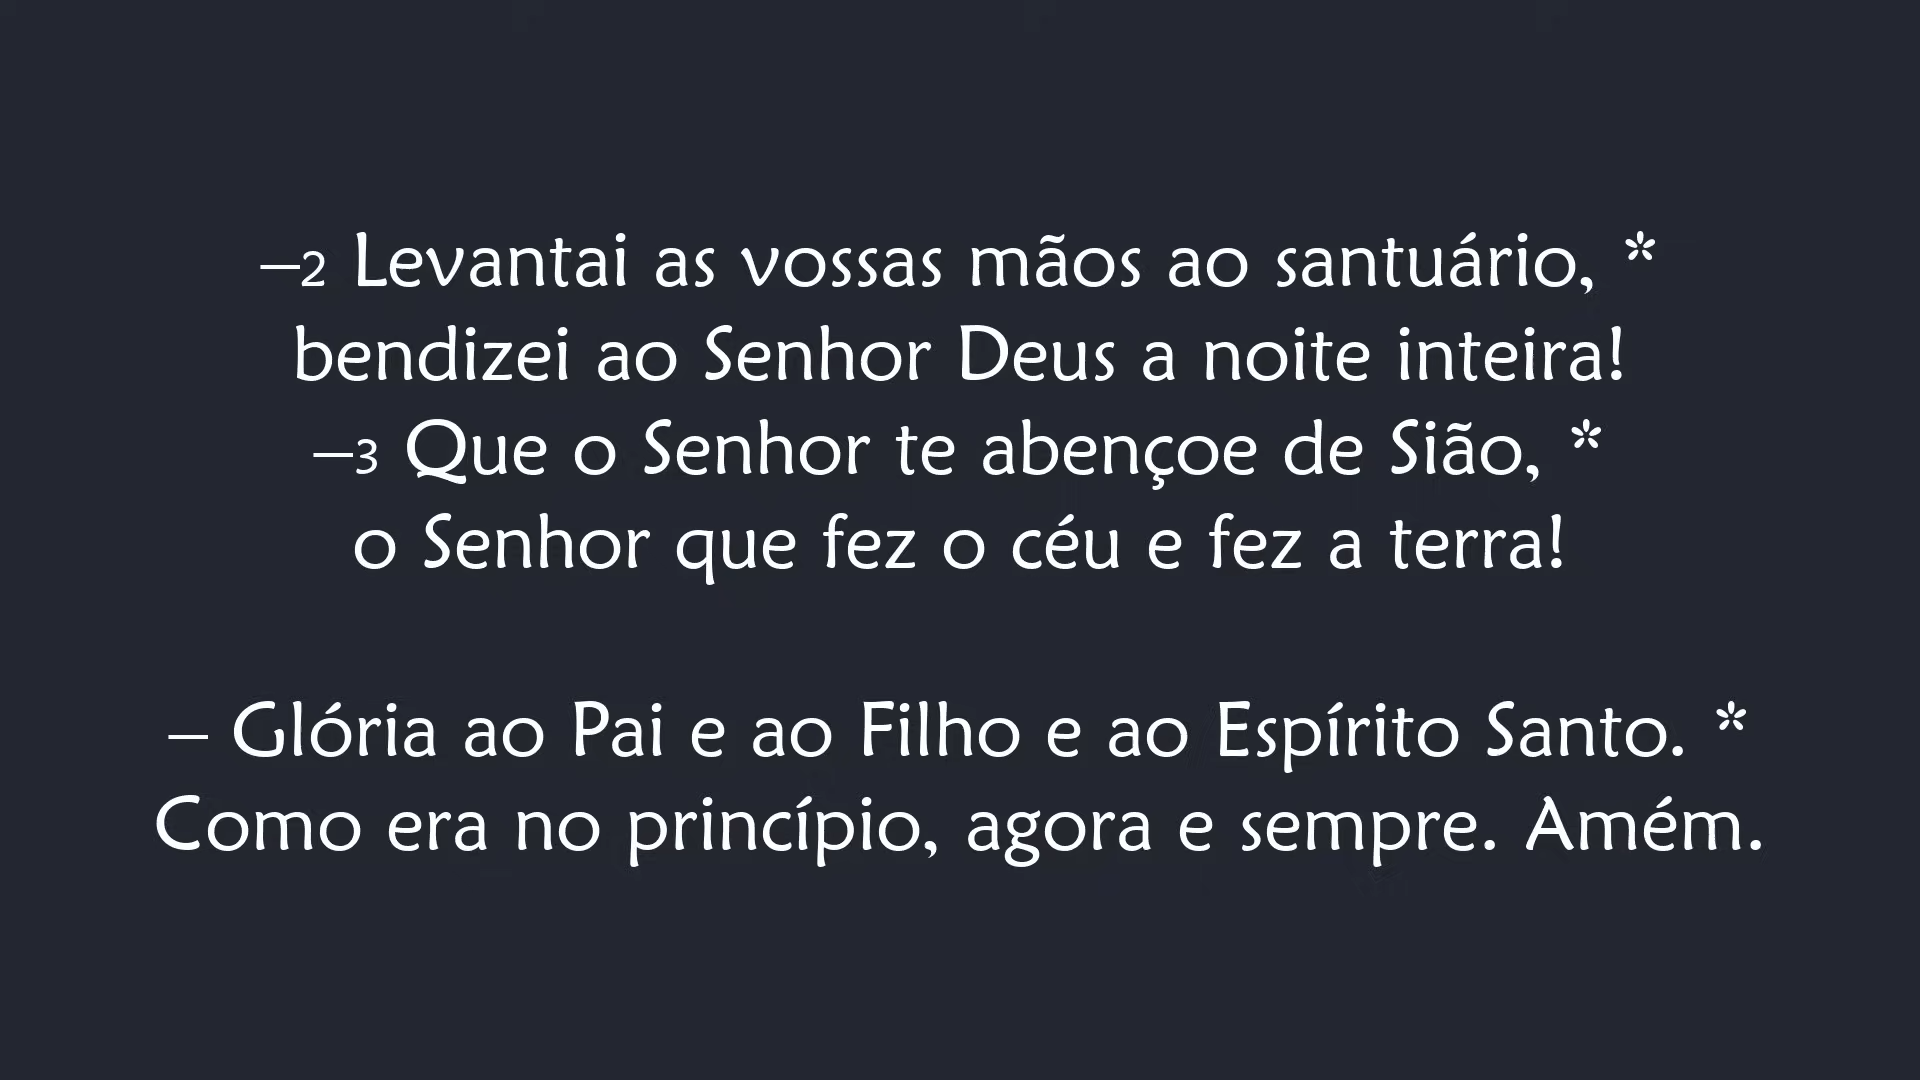 –2 Levantai as vossas mãos ao santuário, *
bendizei ao Senhor Deus a noite inteira!
–3 Que o Senhor te abençoe de Sião, *
o Senhor que fez o céu e fez a terra!
– Glória ao Pai e ao Filho e ao Espírito Santo. *
Como era no princípio, agora e sempre. Amém.